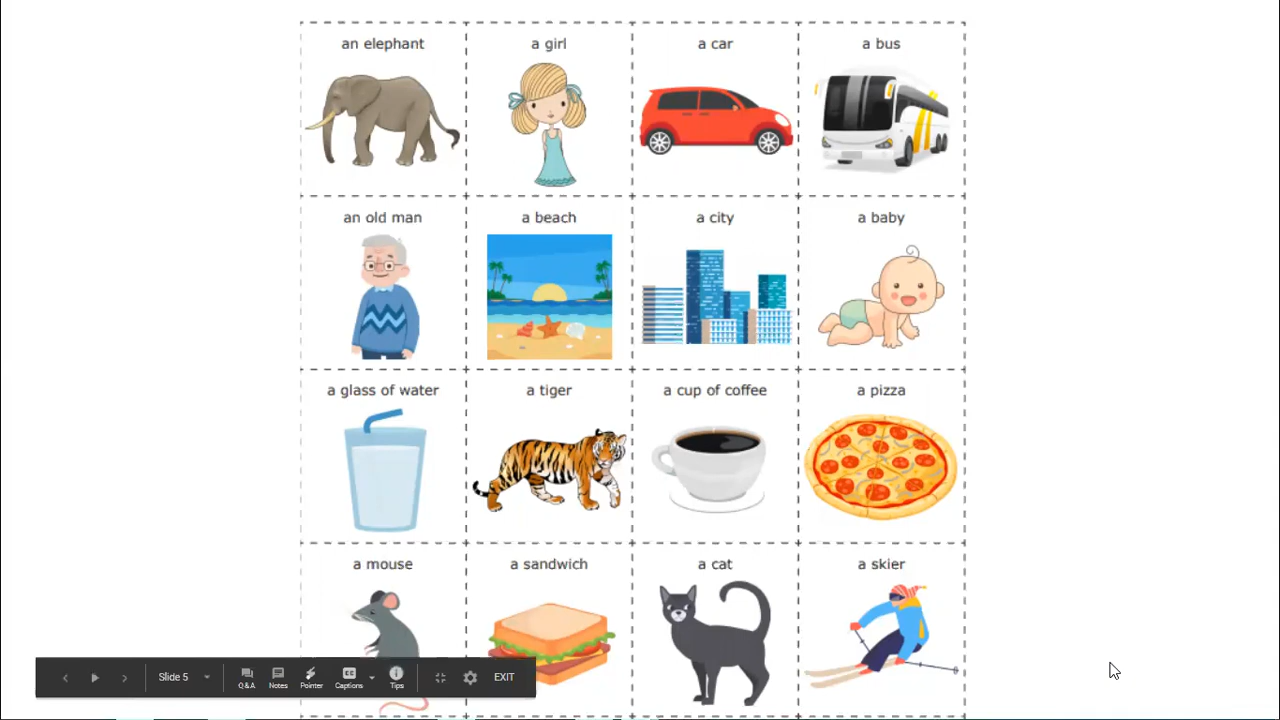 an elephant
a girl
a car
a bus
an old man
a beach
a city
a baby
a glass of water
a tiger
a cup of coffee
a pizza
a mouse
a sandwich
a cat
a skier
Slide 5
Q&A
Notes
Pointer
Captions
Tips
EXIT